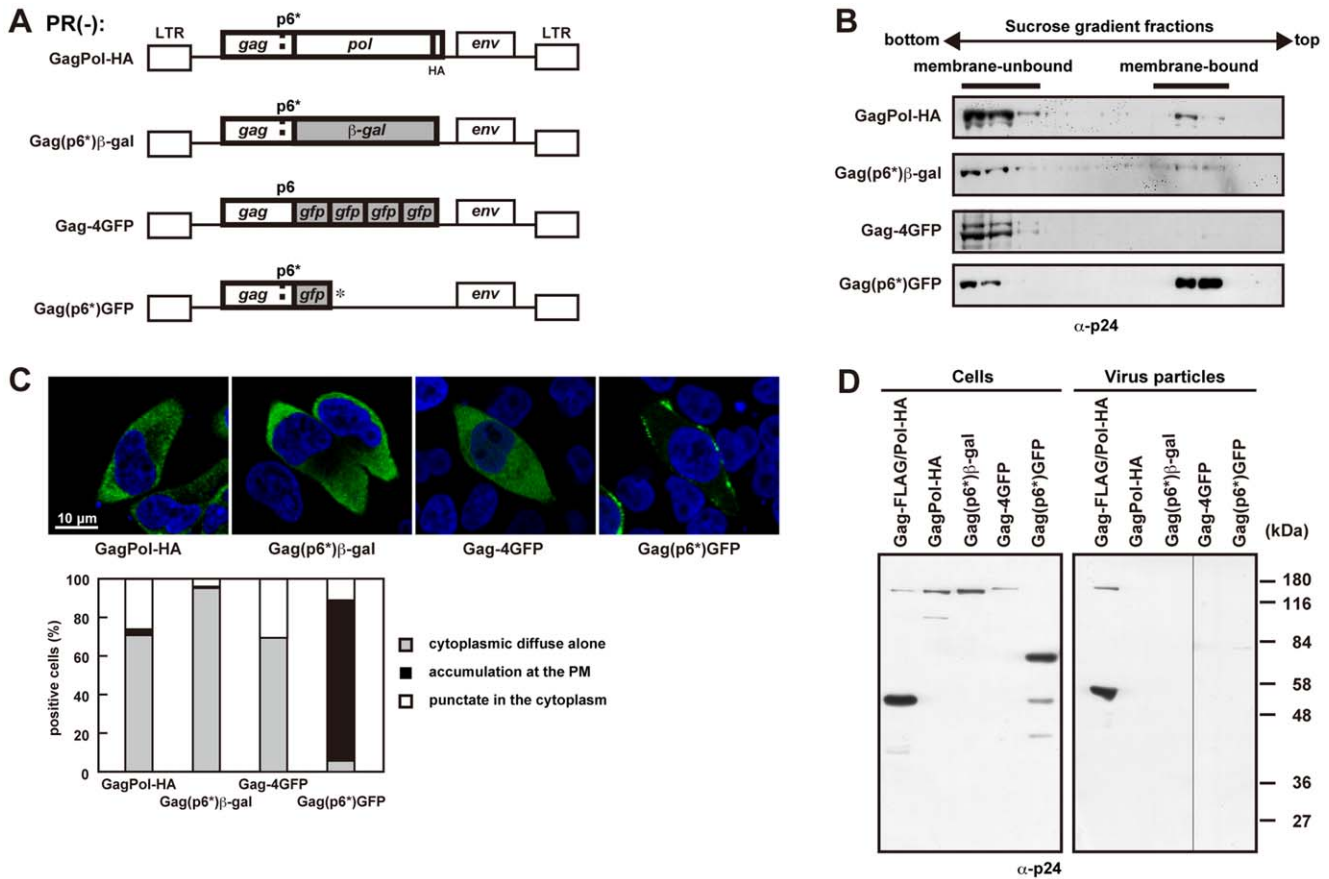 A
PR(-):
LTR
p6*
LTR
gag
pol
env
GagPol-HA
HA
p6*
gag
β-gal
env
Gag(p6*)β-gal
p6
gag
gfp
gfp
gfp
gfp
env
Gag-4GFP
p6*
gag
gfp
*
env
Gag(p6*)GFP
B
Sucrose gradient fractions
bottom
top
membrane-unbound
membrane-bound
GagPol-HA
Gag(p6*)β-gal
Gag-4GFP
Gag(p6*)GFP
α-p24
C
10 µm
GagPol-HA
Gag(p6*)β-gal
Gag-4GFP
Gag(p6*)GFP
positive cells (%)
100
80
60
40
20
0
GagPol-HA
Gag(p6*)β-gal
Gag-4GFP
Gag(p6*)GFP
cytoplasmic diffuse alone
accumulation at the PM
punctate in the cytoplasm
D
Cells
Virus particles
Gag-FLAG/Pol-HA
GagPol-HA
Gag(p6*)β-gal
Gag-4GFP
Gag(p6*)GFP
Gag-FLAG/Pol-HA
GagPol-HA
Gag(p6*)β-gal
Gag-4GFP
Gag(p6*)GFP
(kDa)
180
116
84
58
48
36
27
α-p24